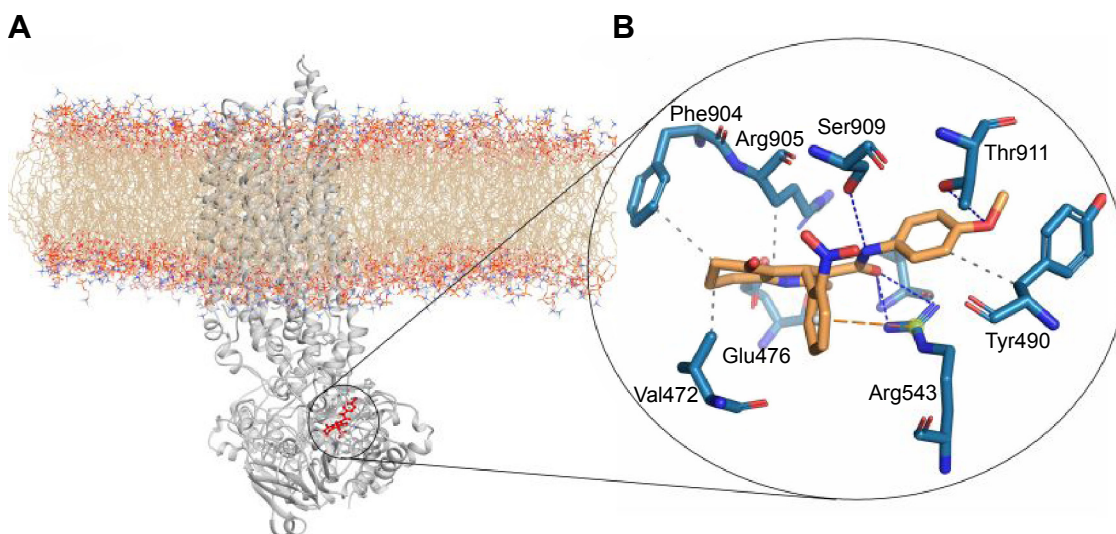 A
B
Phe904
Arg905
Ser909
Thr911
Glu476
Val472
Arg543
Tyr490